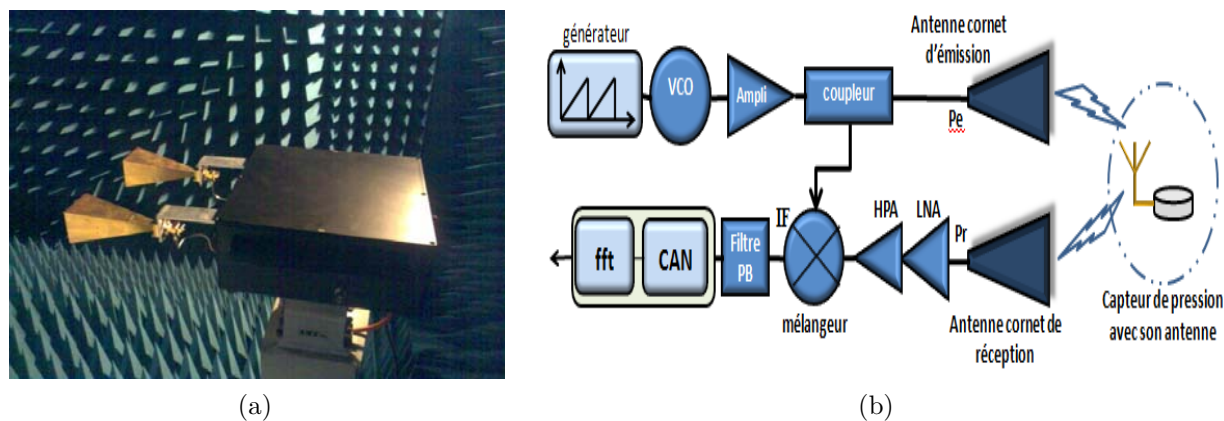 générateur
VCO
Ampli
coupleur
Antenne cornet
d'émission
Pe
IF
HPA
LNA
Pr
fft
CAN
Filtre
PB
mélangeur
Antenne cornet de
réception
Capteur de pression
avec son antenne
(a)
(b)